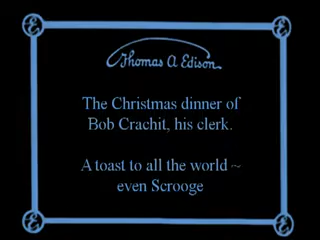 Thomas A Edison
The Christmas dinner of
Bob Crachit, his clerk.
A toast to all the world ~
even Scrooge